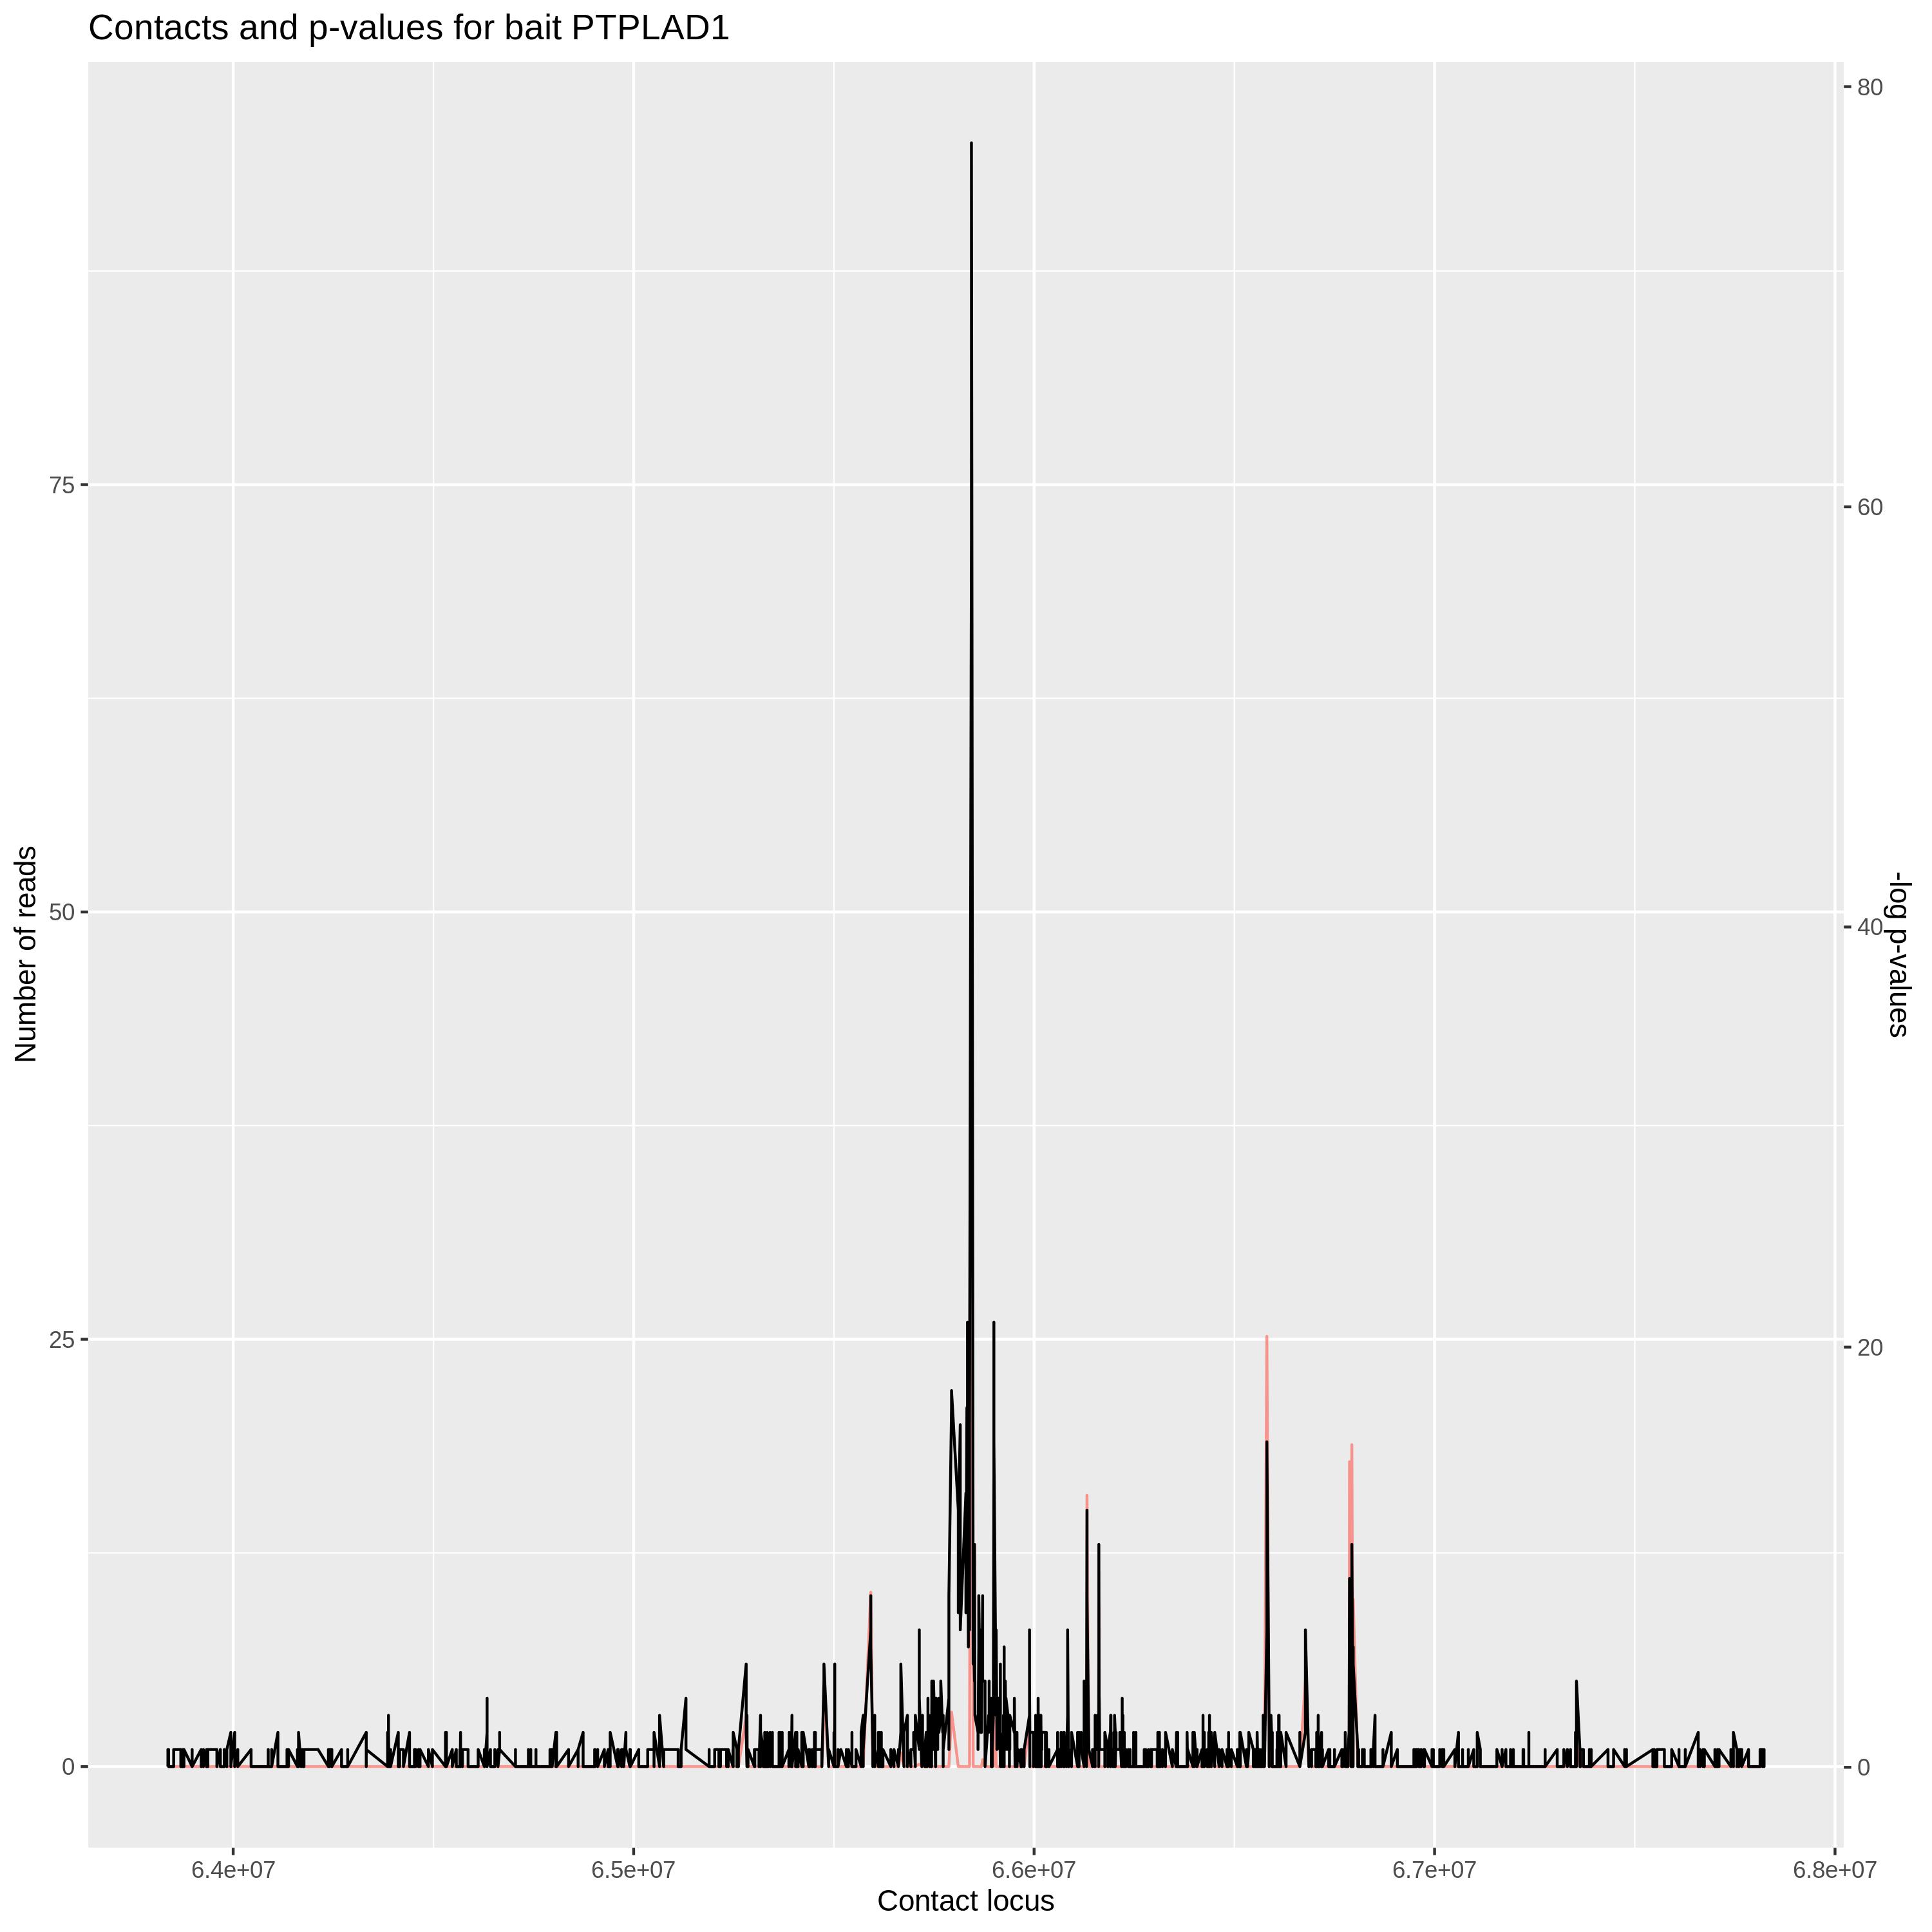 Contacts and p-values for bait PTPLAD1
80
75
60
50
40
25
20
0
0
Number of reads
-log p-values
6.4e+07
6.5e+07
6.6e+07
6.7e+07
6.8e+07
Contact locus